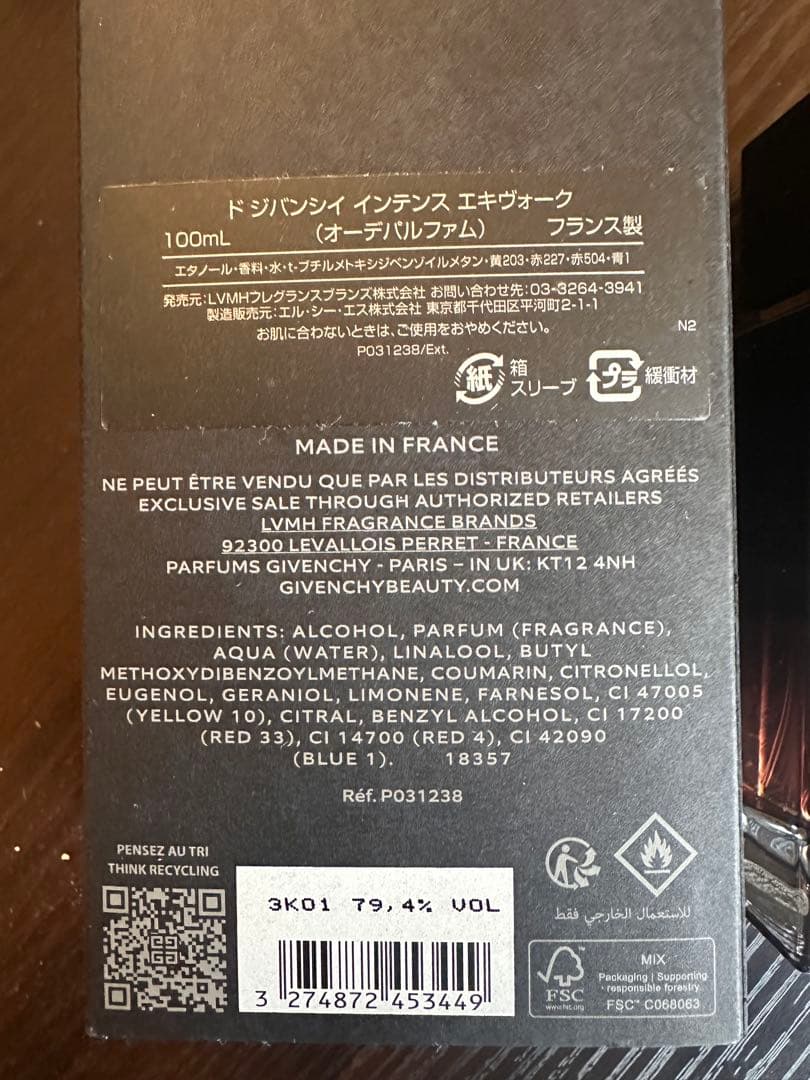 ド ジバンシイ インテンス エキヴォーク
100mL （オーデパルファム） フランス製
エタノール・香料・水・t-ブチルメトキシジベンゾイルメタン・黄203・赤227・赤504・青1
発売元：LVMHフレグランスブランズ株式会社 お問い合わせ先：03-3264-3941
製造販売元：エル・シー・エス株式会社 東京都千代田区平河町2-1-1
お肌に合わないときは、ご使用をおやめください。
N2
P031238/Ext.
紙 箱 スリーブ プラ 緩衝材
MADE IN FRANCE
NE PEUT ÊTRE VENDU QUE PAR LES DISTRIBUTEURS AGRÉÉS
EXCLUSIVE SALE THROUGH AUTHORIZED RETAILERS
LVMH FRAGRANCE BRANDS
92300 LEVALLOIS PERRET - FRANCE
PARFUMS GIVENCHY - PARIS – IN UK: KT12 4NH
GIVENCHYBEAUTY.COM
INGREDIENTS: ALCOHOL, PARFUM (FRAGRANCE),
AQUA (WATER), LINALOOL, BUTYL
METHOXYDIBENZOYLMETHANE, COUMARIN, CITRONELLOL,
EUGENOL, GERANIOL, LIMONENE, FARNESOL, CI 47005
(YELLOW 10), CITRAL, BENZYL ALCOHOL, CI 17200
(RED 33), CI 14700 (RED 4), CI 42090
(BLUE 1). 18357
Réf. P031238
PENSEZ AU TRI
THINK RECYCLING
3K01 79,4% VOL
3 274872 453449
للاستعمال الخارجي فقط
FSC
www.fsc.org
MIX
Packaging | Supporting
responsible forestry
FSC™ C068063